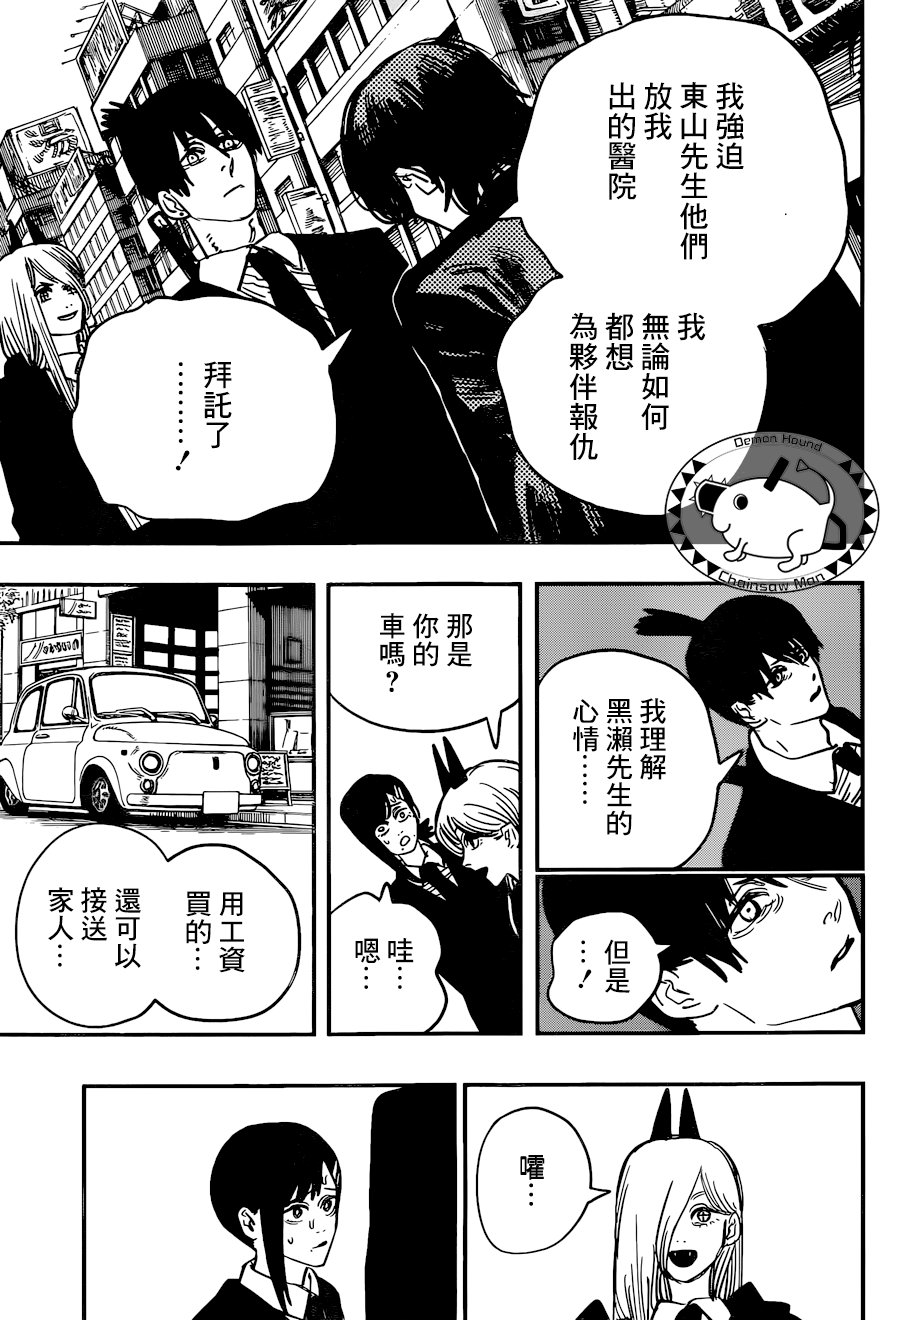 我強迫
東山先生他們
放我
出的醫院
我
無論如何
都想
為夥伴報仇
拜託了
……！
Demon Hound
Chainsaw Man
我理解
黑瀨先生的
心情……
但是
…！
那是
你的
車嗎？
哇…
嗯…
用工資
買的…
還可以
接送
家人…
嚯…